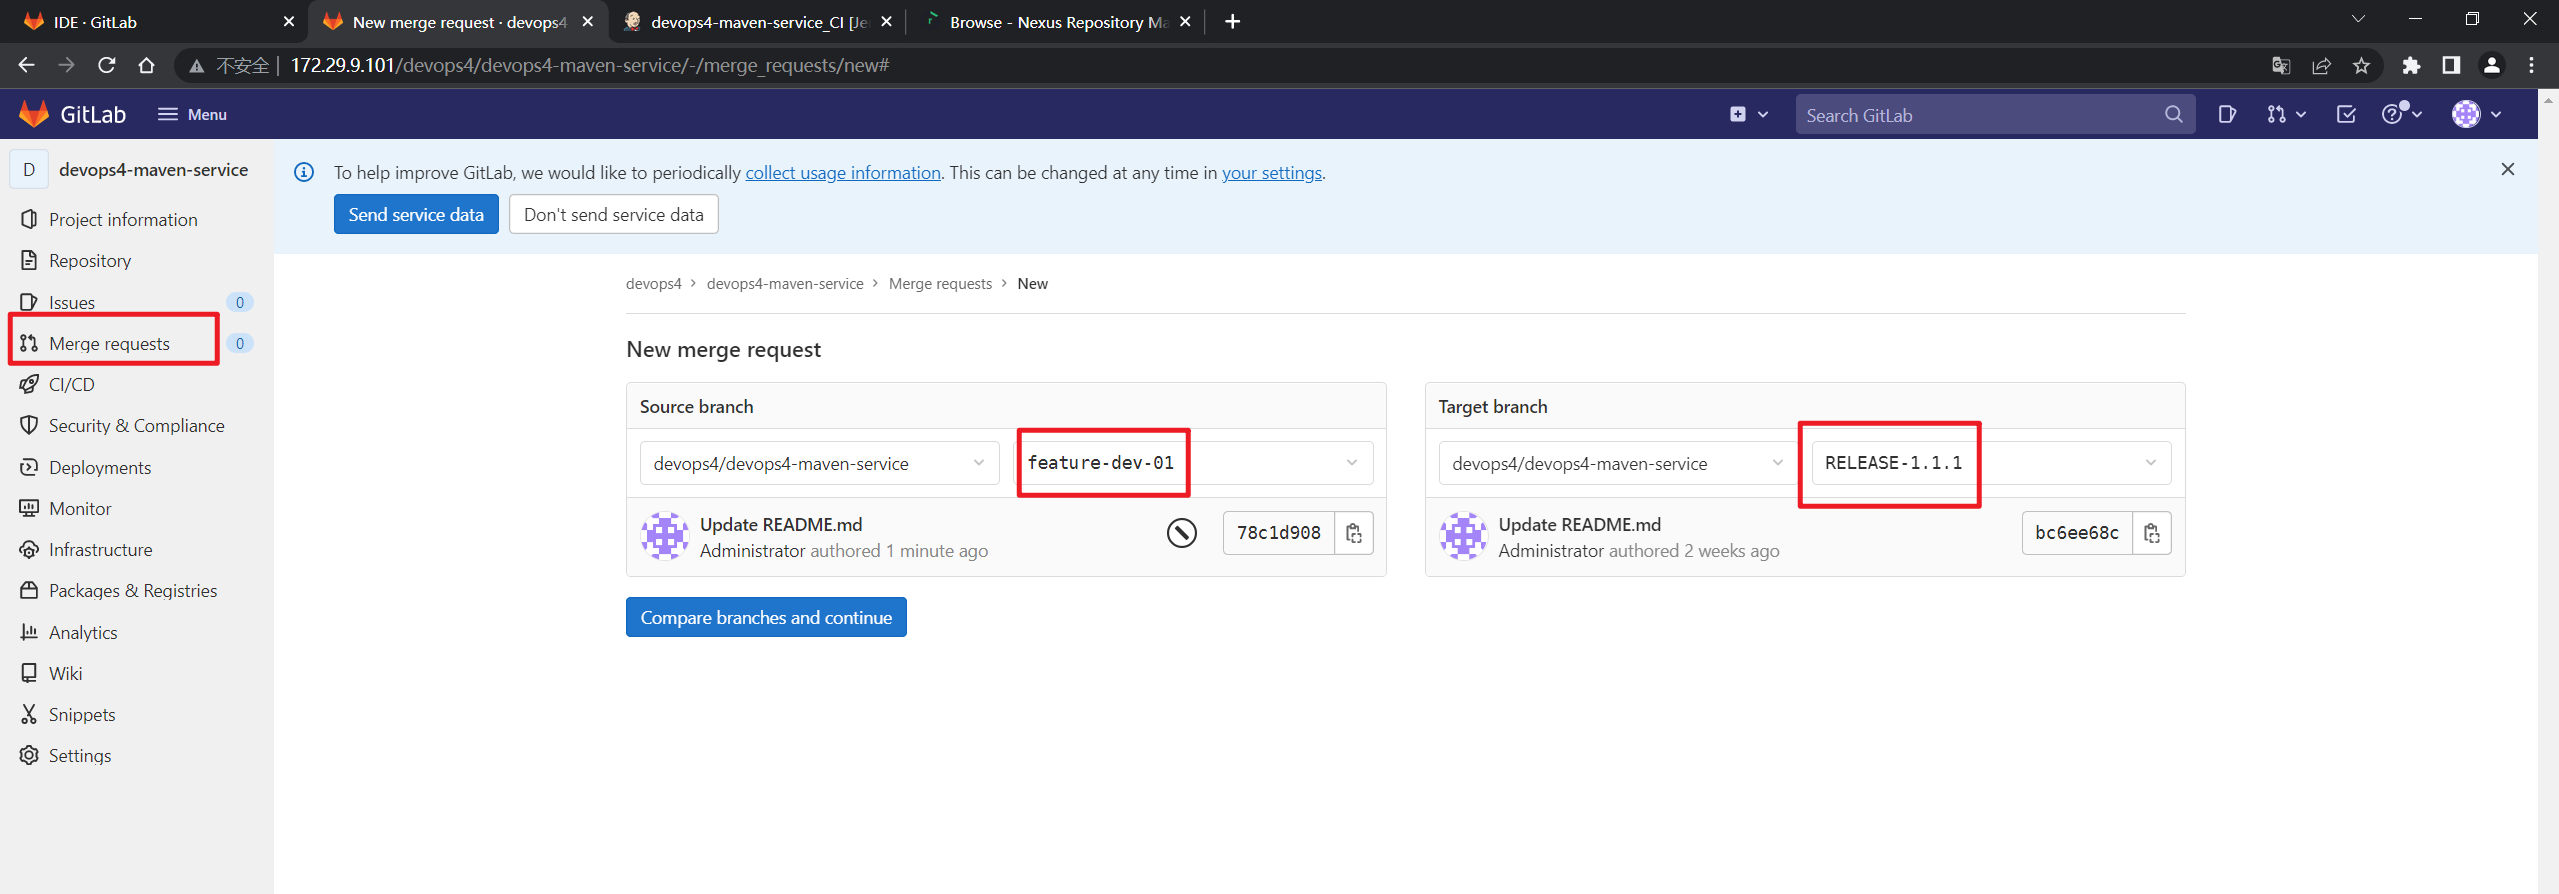 IDE · GitLab
New merge request · devops4
devops4-maven-service_CI [Je
Browse - Nexus Repository Ma
不安全
172.29.9.101/devops4/devops4-maven-service/-/merge_requests/new#
GitLab
Menu
Search GitLab
D
devops4-maven-service
Project information
Repository
Issues
0
Merge requests
0
CI/CD
Security & Compliance
Deployments
Monitor
Infrastructure
Packages & Registries
Analytics
Wiki
Snippets
Settings
To help improve GitLab, we would like to periodically collect usage information. This can be changed at any time in your settings.
Send service data
Don't send service data
devops4 › devops4-maven-service › Merge requests › New
New merge request
Source branch
devops4/devops4-maven-service
feature-dev-01
Update README.md
Administrator authored 1 minute ago
78c1d908
Target branch
devops4/devops4-maven-service
RELEASE-1.1.1
Update README.md
Administrator authored 2 weeks ago
bc6ee68c
Compare branches and continue